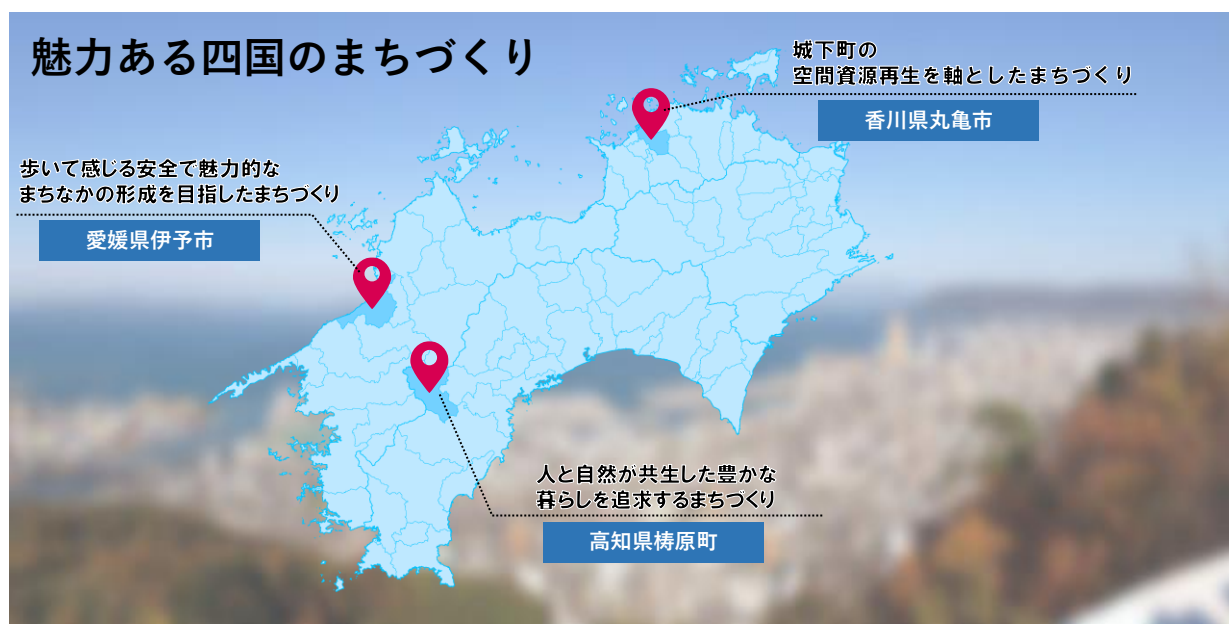 魅力ある四国のまちづくり
城下町の
空間資源再生を軸としたまちづくり
香川県丸亀市
歩いて感じる安全で魅力的な
まちなかの形成を目指したまちづくり
愛媛県伊予市
人と自然が共生した豊かな
暮らしを追求するまちづくり
高知県梼原町